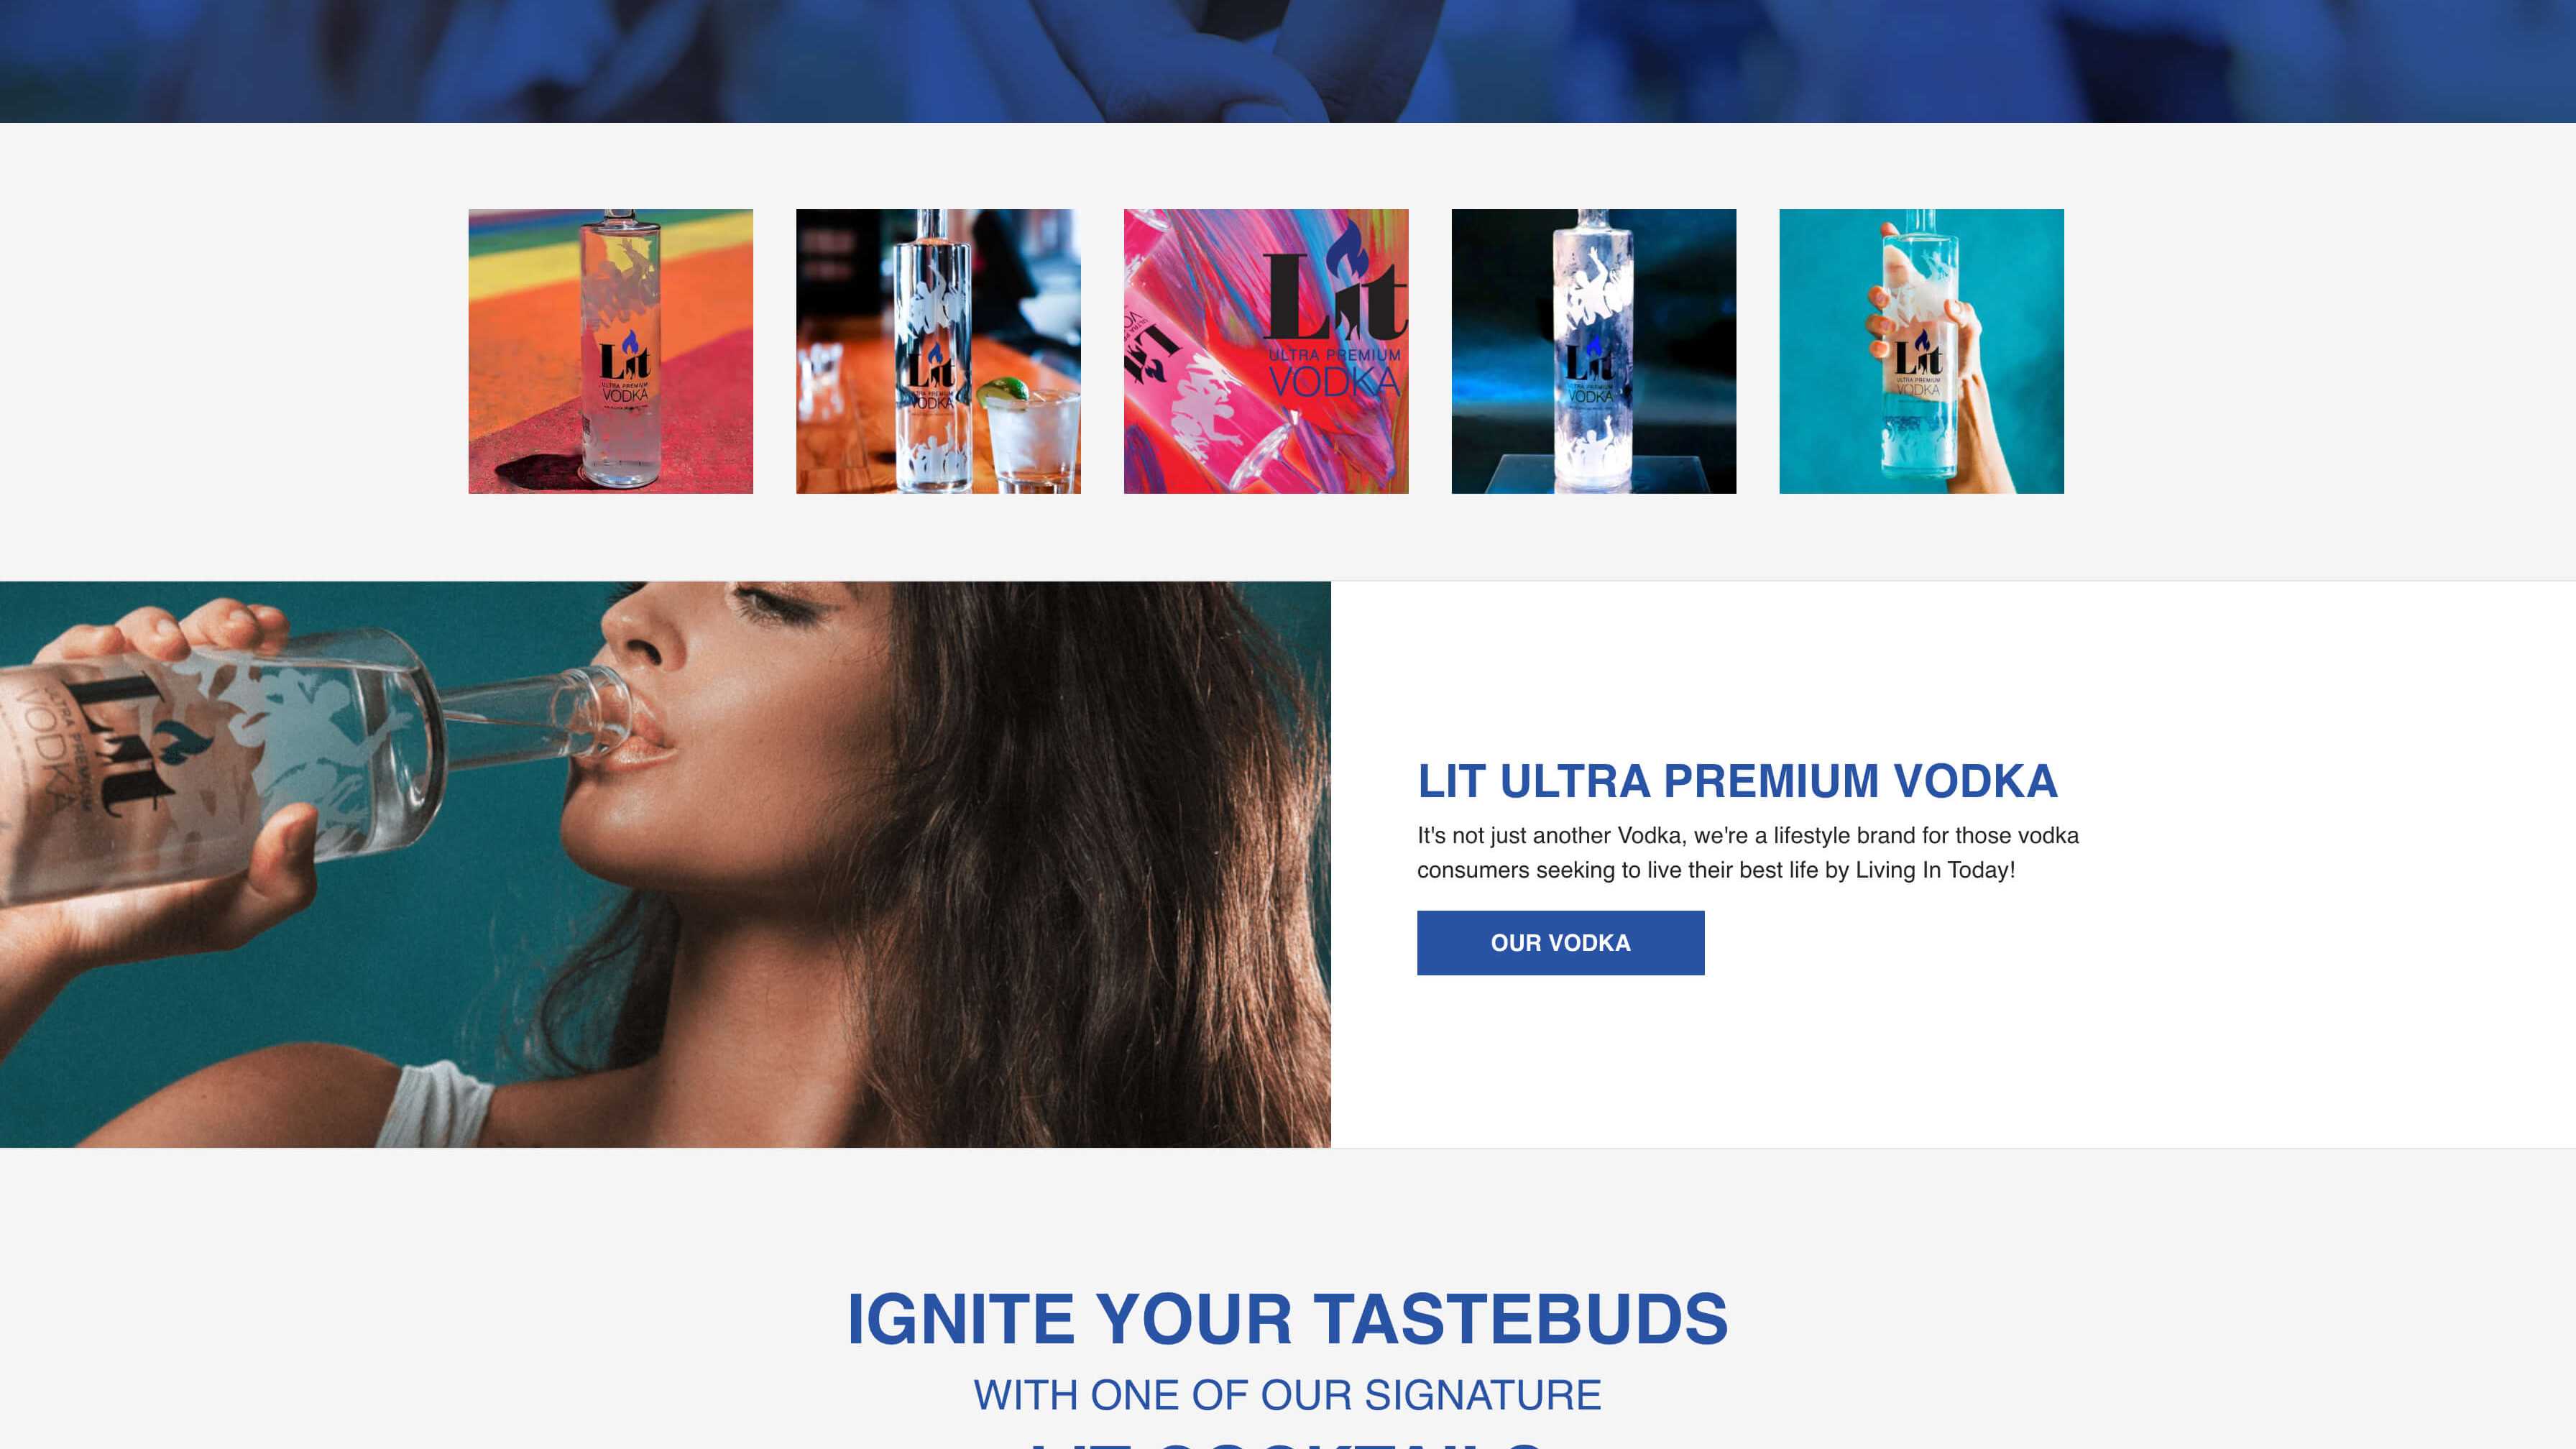 Lit
ULTRA PREMIUM
VODKA
Lit
ULTRA PREMIUM
VODKA
Lit
Lit
ULTRA PREMIUM
VODKA
Lit
ULTRA PREMIUM
VODKA
Lit
ULTRA PREMIUM
VODKA
Lit
ULTRA PREMIUM
VODKA
LIT ULTRA PREMIUM VODKA
It's not just another Vodka, we're a lifestyle brand for those vodka
consumers seeking to live their best life by Living In Today!
OUR VODKA
IGNITE YOUR TASTEBUDS
WITH ONE OF OUR SIGNATURE
LIT COCKTAILS